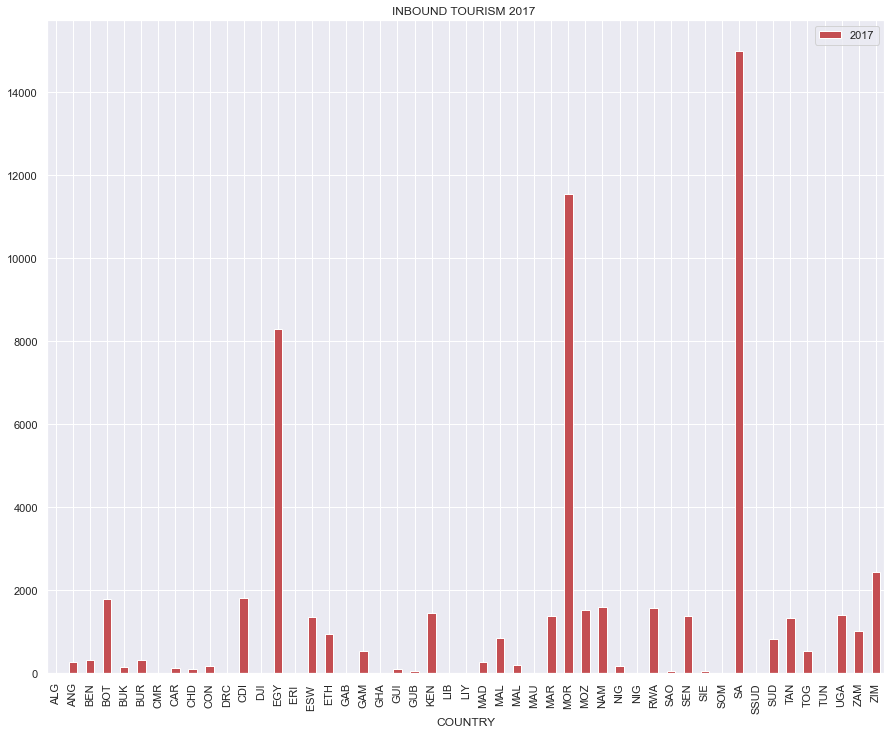 INBOUND TOURISM 2017
2017
14000
12000
10000
8000
6000
4000
2000
0
ALG
ANG
BEN
BOT
BUK
BUR
CMR
CAR
CHD
CON
DRC
CDI
DJI
EGY
ERI
ESW
ETH
GAB
GAM
GHA
GUI
GUB
KEN
LIB
LIY
MAD
MAL
MAL
MAU
MAR
MOR
MOZ
NAM
NIG
NIG
RWA
SAO
SEN
SIE
SOM
SA
SSUD
SUD
TAN
TOG
TUN
UGA
ZAM
ZIM
COUNTRY